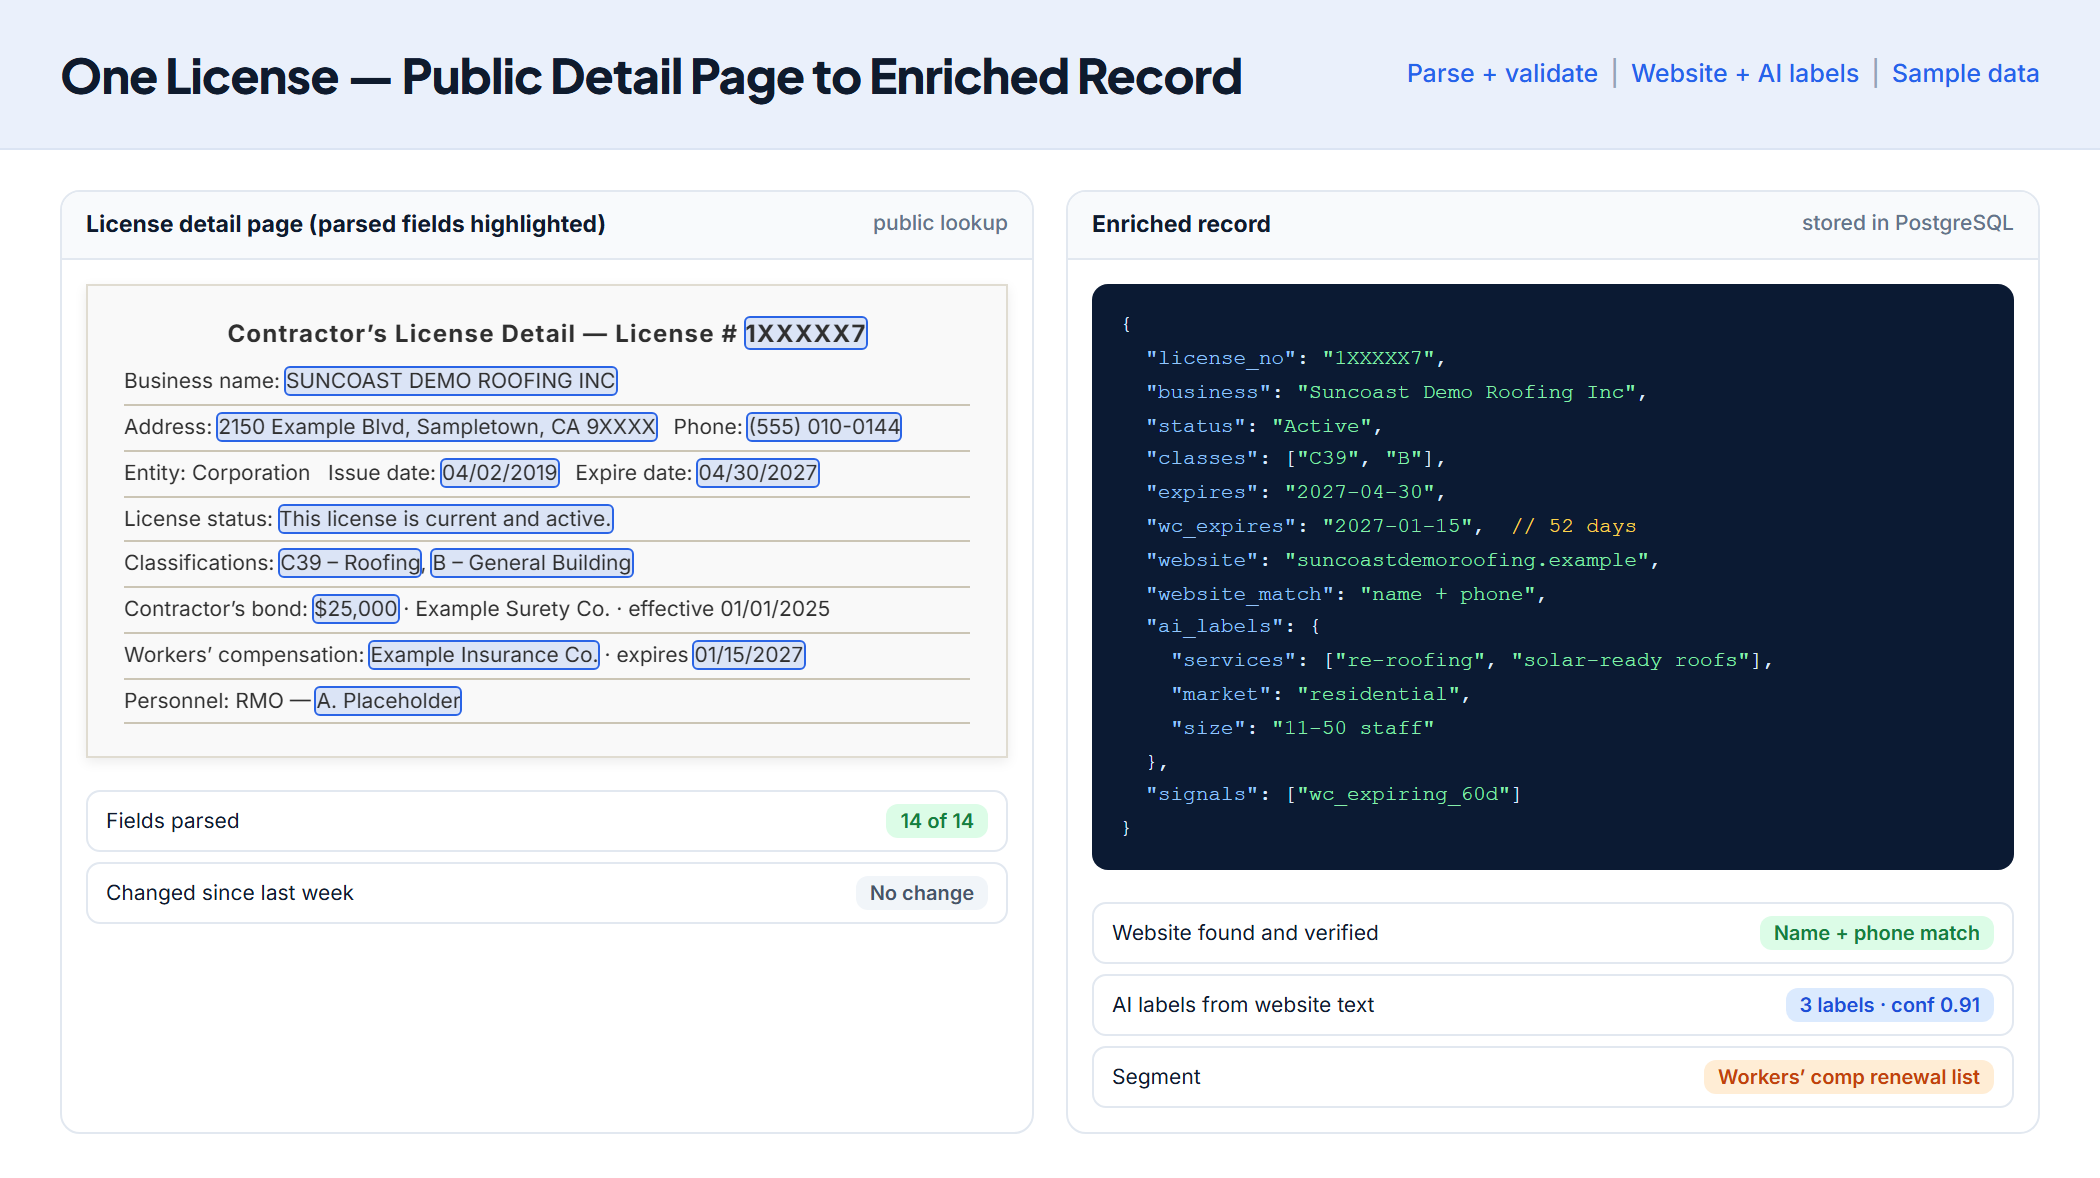 One License — Public Detail Page to Enriched Record
Parse + validate | Website + AI labels | Sample data
License detail page (parsed fields highlighted)
public lookup
Contractor’s License Detail — License # 1XXXXX7
Business name: SUNCOAST DEMO ROOFING INC
Address: 2150 Example Blvd, Sampletown, CA 9XXXX Phone: (555) 010-0144
Entity: Corporation Issue date: 04/02/2019 Expire date: 04/30/2027
License status: This license is current and active.
Classifications: C39 – Roofing, B – General Building
Contractor’s bond: $25,000 · Example Surety Co. · effective 01/01/2025
Workers’ compensation: Example Insurance Co. · expires 01/15/2027
Personnel: RMO — A. Placeholder
Fields parsed
14 of 14
Changed since last week
No change
Enriched record
stored in PostgreSQL
{
"license_no": "1XXXXX7",
"business": "Suncoast Demo Roofing Inc",
"status": "Active",
"classes": ["C39", "B"],
"expires": "2027-04-30",
"wc_expires": "2027-01-15", // 52 days
"website": "suncoastdemoroofing.example",
"website_match": "name + phone",
"ai_labels": {
"services": ["re-roofing", "solar-ready roofs"],
"market": "residential",
"size": "11-50 staff"
},
"signals": ["wc_expiring_60d"]
}
Website found and verified
Name + phone match
AI labels from website text
3 labels · conf 0.91
Segment
Workers’ comp renewal list